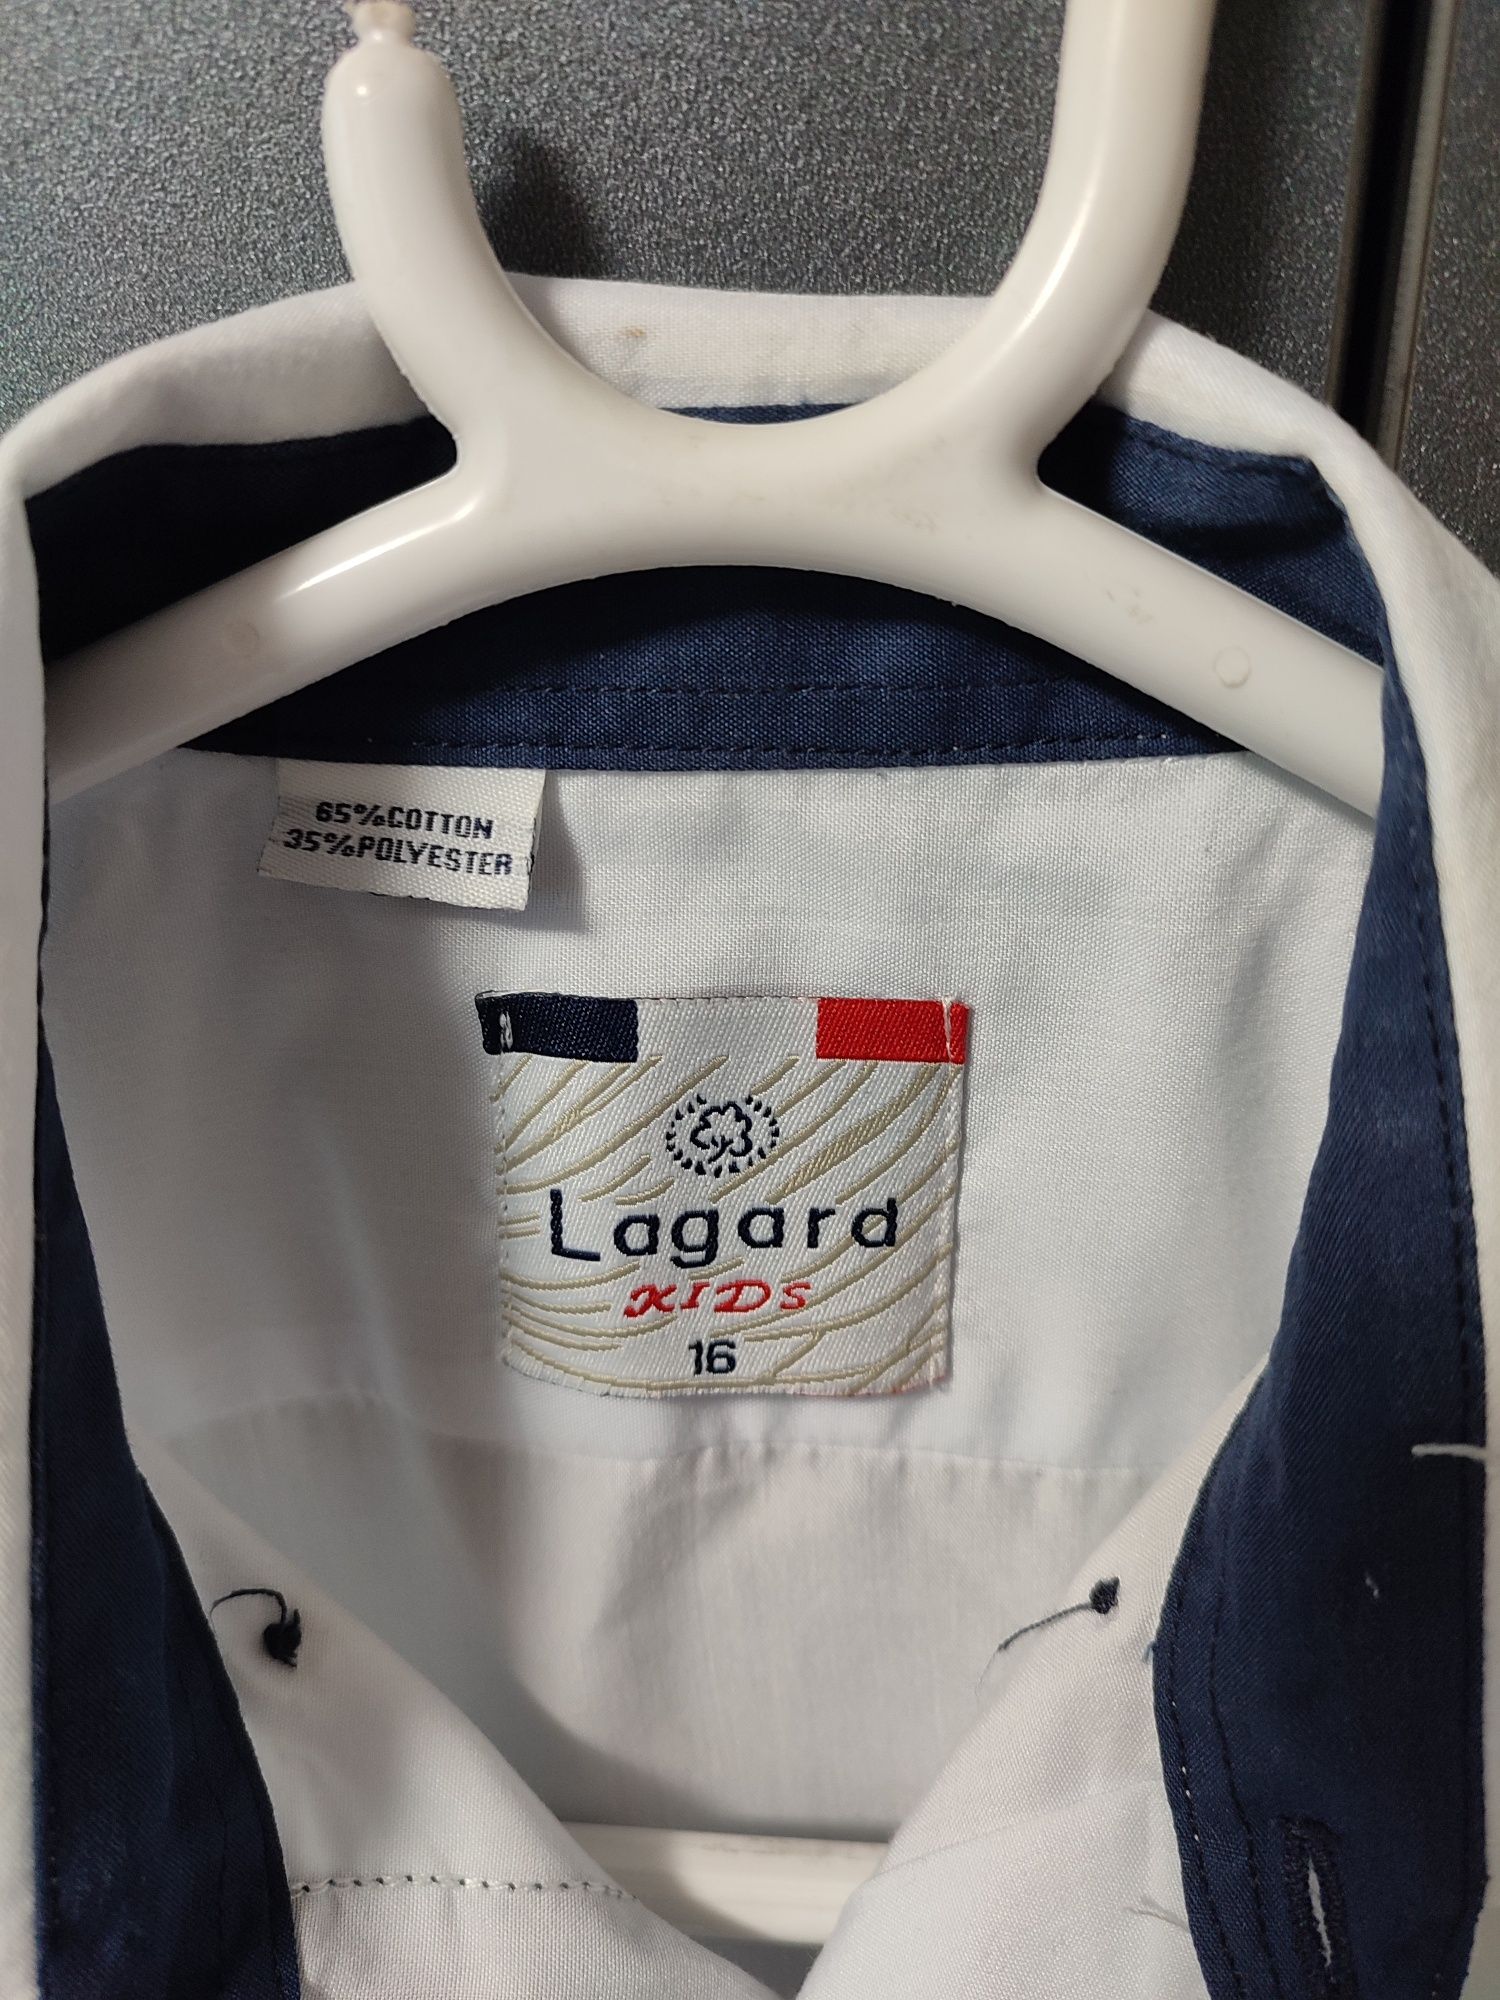 65%COTTON
35%POLYESTER
Lagard
KIDS
16